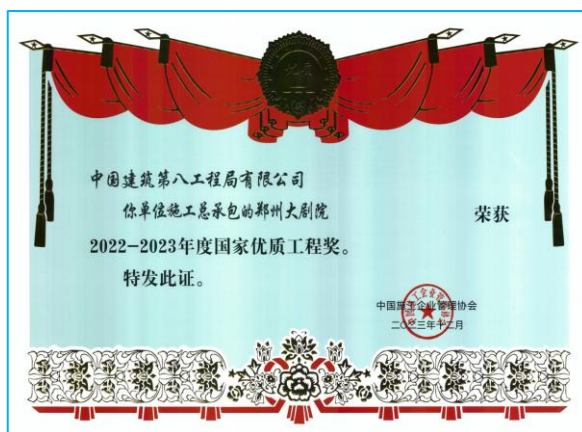 中国建筑第八工程局有限公司
你单位施工总承包的郑州大剧院 荣获
2022-2023年度国家优质工程奖。
特发此证。
中国施工企业管理协会
二〇二三年十二月